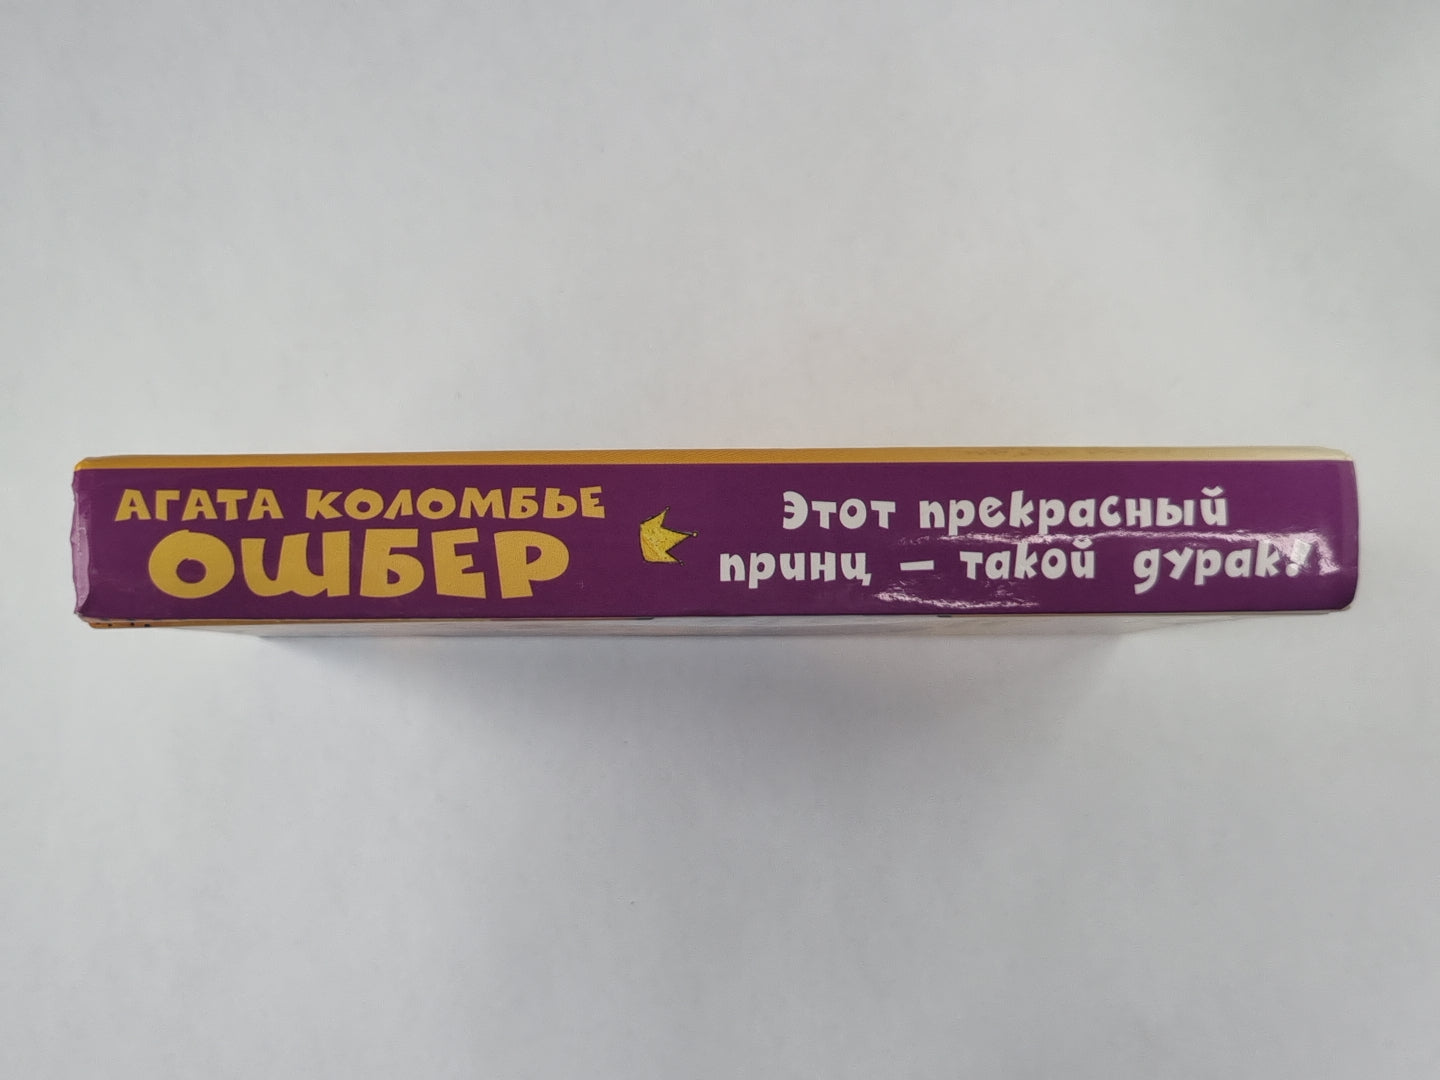 АГАТА КОЛОМБЬЕ
ОШБЕР
Этот прекрасный
принц — такой дурак!